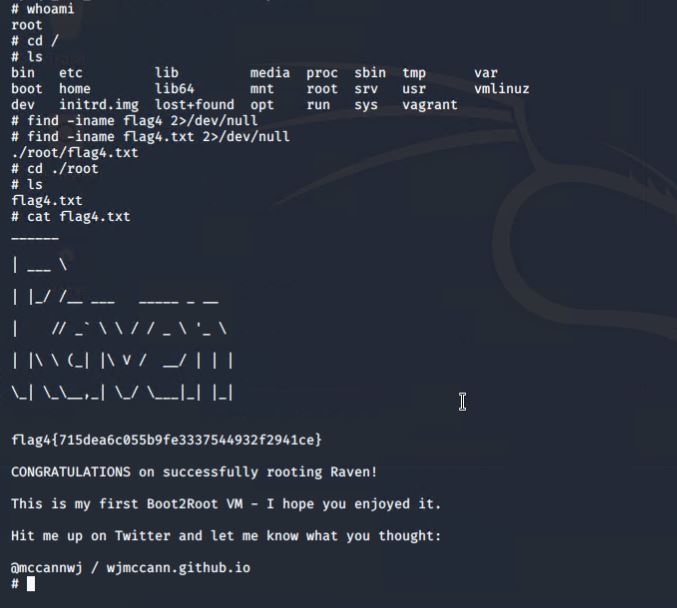 # whoami
root
# cd /
# ls
bin   etc         lib         media  proc  sbin  tmp      var
boot  home        lib64       mnt    root  srv   usr      vmlinuz
dev   initrd.img  lost+found  opt    run   sys   vagrant
# find -iname flag4 2>/dev/null
# find -iname flag4.txt 2>/dev/null
./root/flag4.txt
# cd ./root
# ls
flag4.txt
# cat flag4.txt
______
| ___ \
| |_/ /__ ___   _____ _ __
|    // _` \ \ / / _ \ '_ \
| |\ \ (_| |\ V /  __/ | | |
\_| \_\__,_| \_/ \___|_| |_|
flag4{715dea6c055b9fe3337544932f2941ce}
CONGRATULATIONS on successfully rooting Raven!
This is my first Boot2Root VM - I hope you enjoyed it.
Hit me up on Twitter and let me know what you thought:
@mccannwj / wjmccann.github.io
#